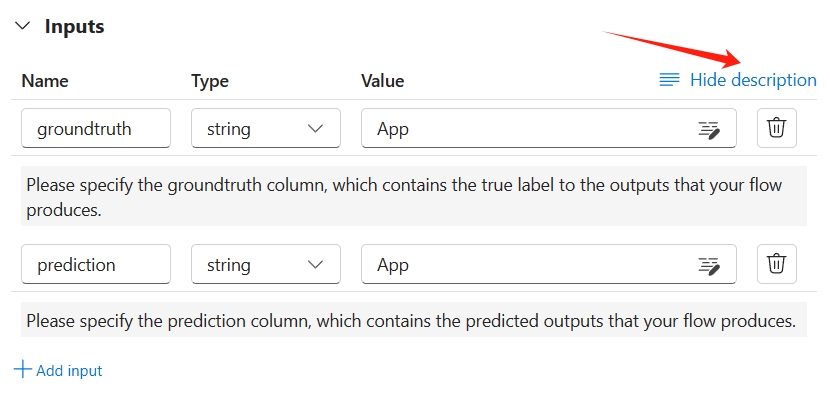 Inputs
Name Type Value Hide description
groundtruth string App
Please specify the groundtruth column, which contains the true label to the outputs that your flow
produces.
prediction string App
Please specify the prediction column, which contains the predicted outputs that your flow produces.
Add input